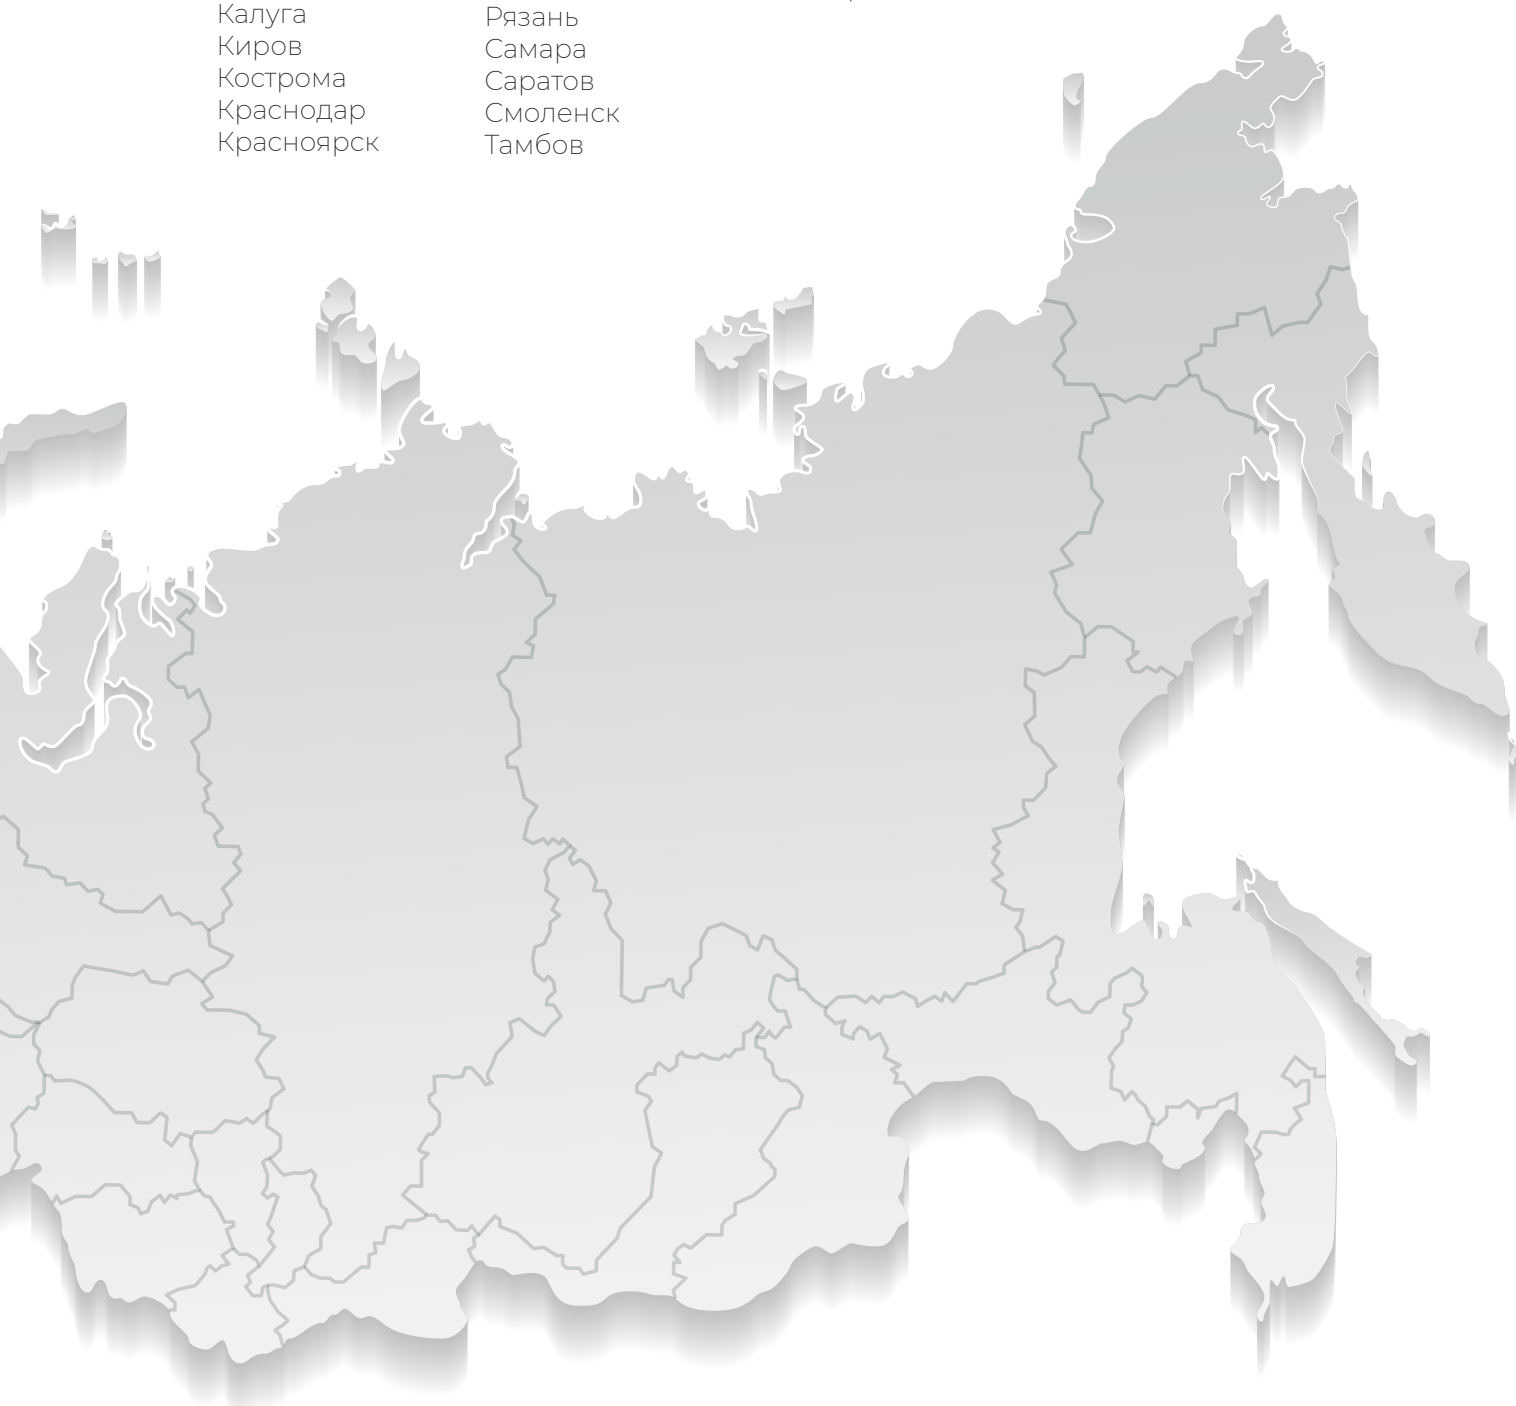 Калуга
Киров
Кострома
Краснодар
Красноярск
Рязань
Самара
Саратов
Смоленск
Тамбов